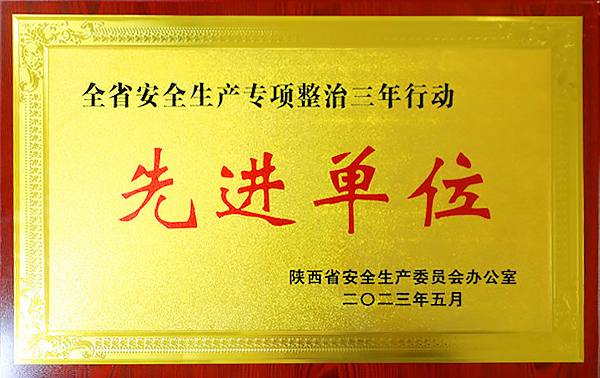 全省安全生产专项整治三年行动
先进单位
陕西省安全生产委员会办公室
二〇二三年五月